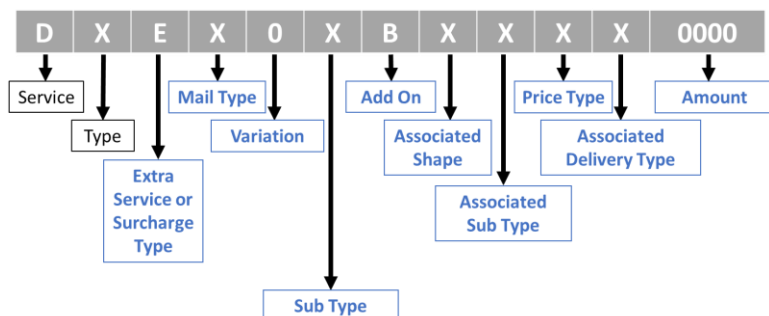 D X E X 0 X B X X X X 0000
Service
Mail Type
Add On
Price Type
Amount
Type
Variation
Associated
Shape
Associated
Delivery Type
Extra
Service or
Surcharge
Type
Associated
Sub Type
Sub Type